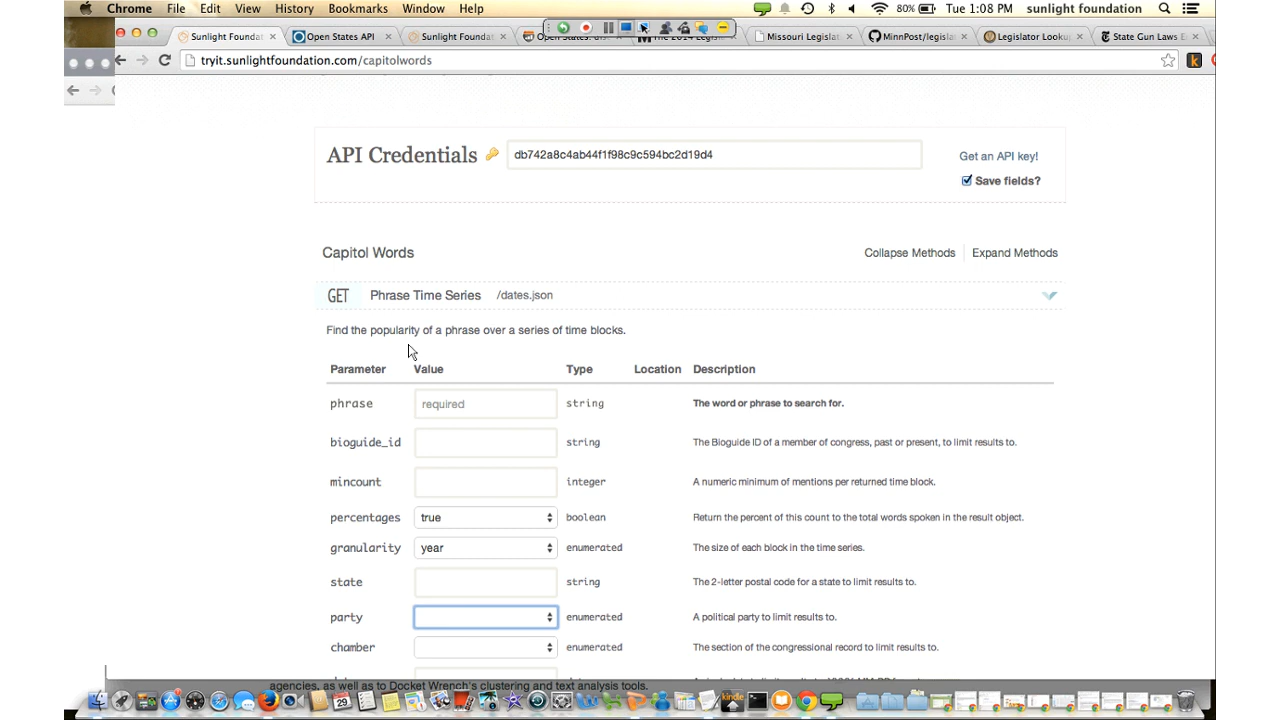 Chrome File Edit View History Bookmarks Window Help 80% Tue 1:08 PM sunlight foundation
Sunlight Foundat Open States API Sunlight Founda Missouri Legislat MinnPost/legisla Legislator Looku State Gun Laws E
tryit.sunlightfoundation.com/capitolwords
API Credentials db742a8c4ab44f1f98c9c594bc2d19d4 Get an API key!
Save fields?
Capitol Words Collapse Methods Expand Methods
GET Phrase Time Series /dates.json
Find the popularity of a phrase over a series of time blocks.
Parameter Value Type Location Description
phrase required string The word or phrase to search for.
bioguide_id string The Bioguide ID of a member of congress, past or present, to limit results to.
mincount integer A numeric minimum of mentions per returned time block.
percentages true boolean Return the percent of this count to the total words spoken in the result object.
granularity year enumerated The size of each block in the time series.
state string The 2-letter postal code for a state to limit results to.
party enumerated A political party to limit results to.
chamber enumerated The section of the congressional record to limit results to.
agencies, as well as to Docket Wrench's clustering and text analysis tools.